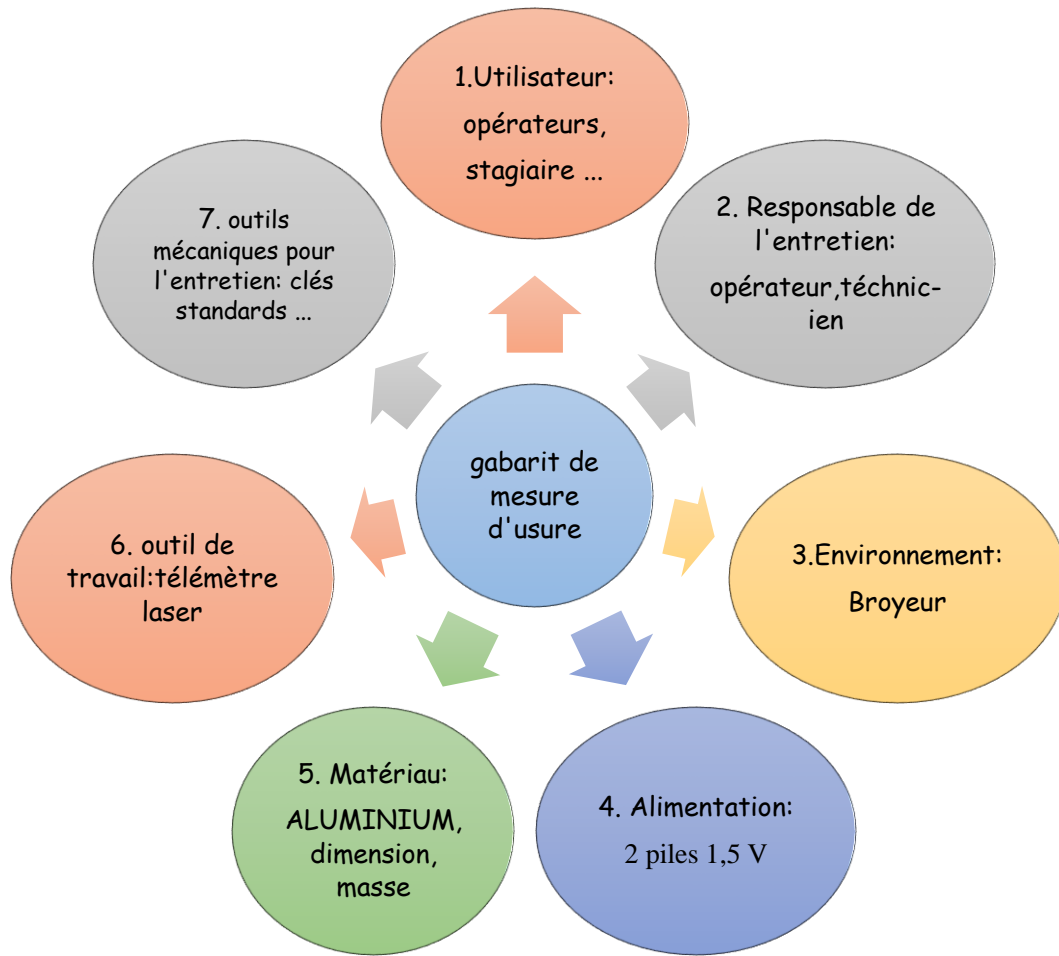 1.Utilisateur:
opérateurs,
stagiaire ...
2. Responsable de
l'entretien:
opérateur,téchnic-
ien
3.Environnement:
Broyeur
4. Alimentation:
2 piles 1,5 V
5. Matériau:
ALUMINIUM,
dimension,
masse
6. outil de
travail:télémètre
laser
7. outils
mécaniques pour
l'entretien: clés
standards ...
gabarit de
mesure
d'usure